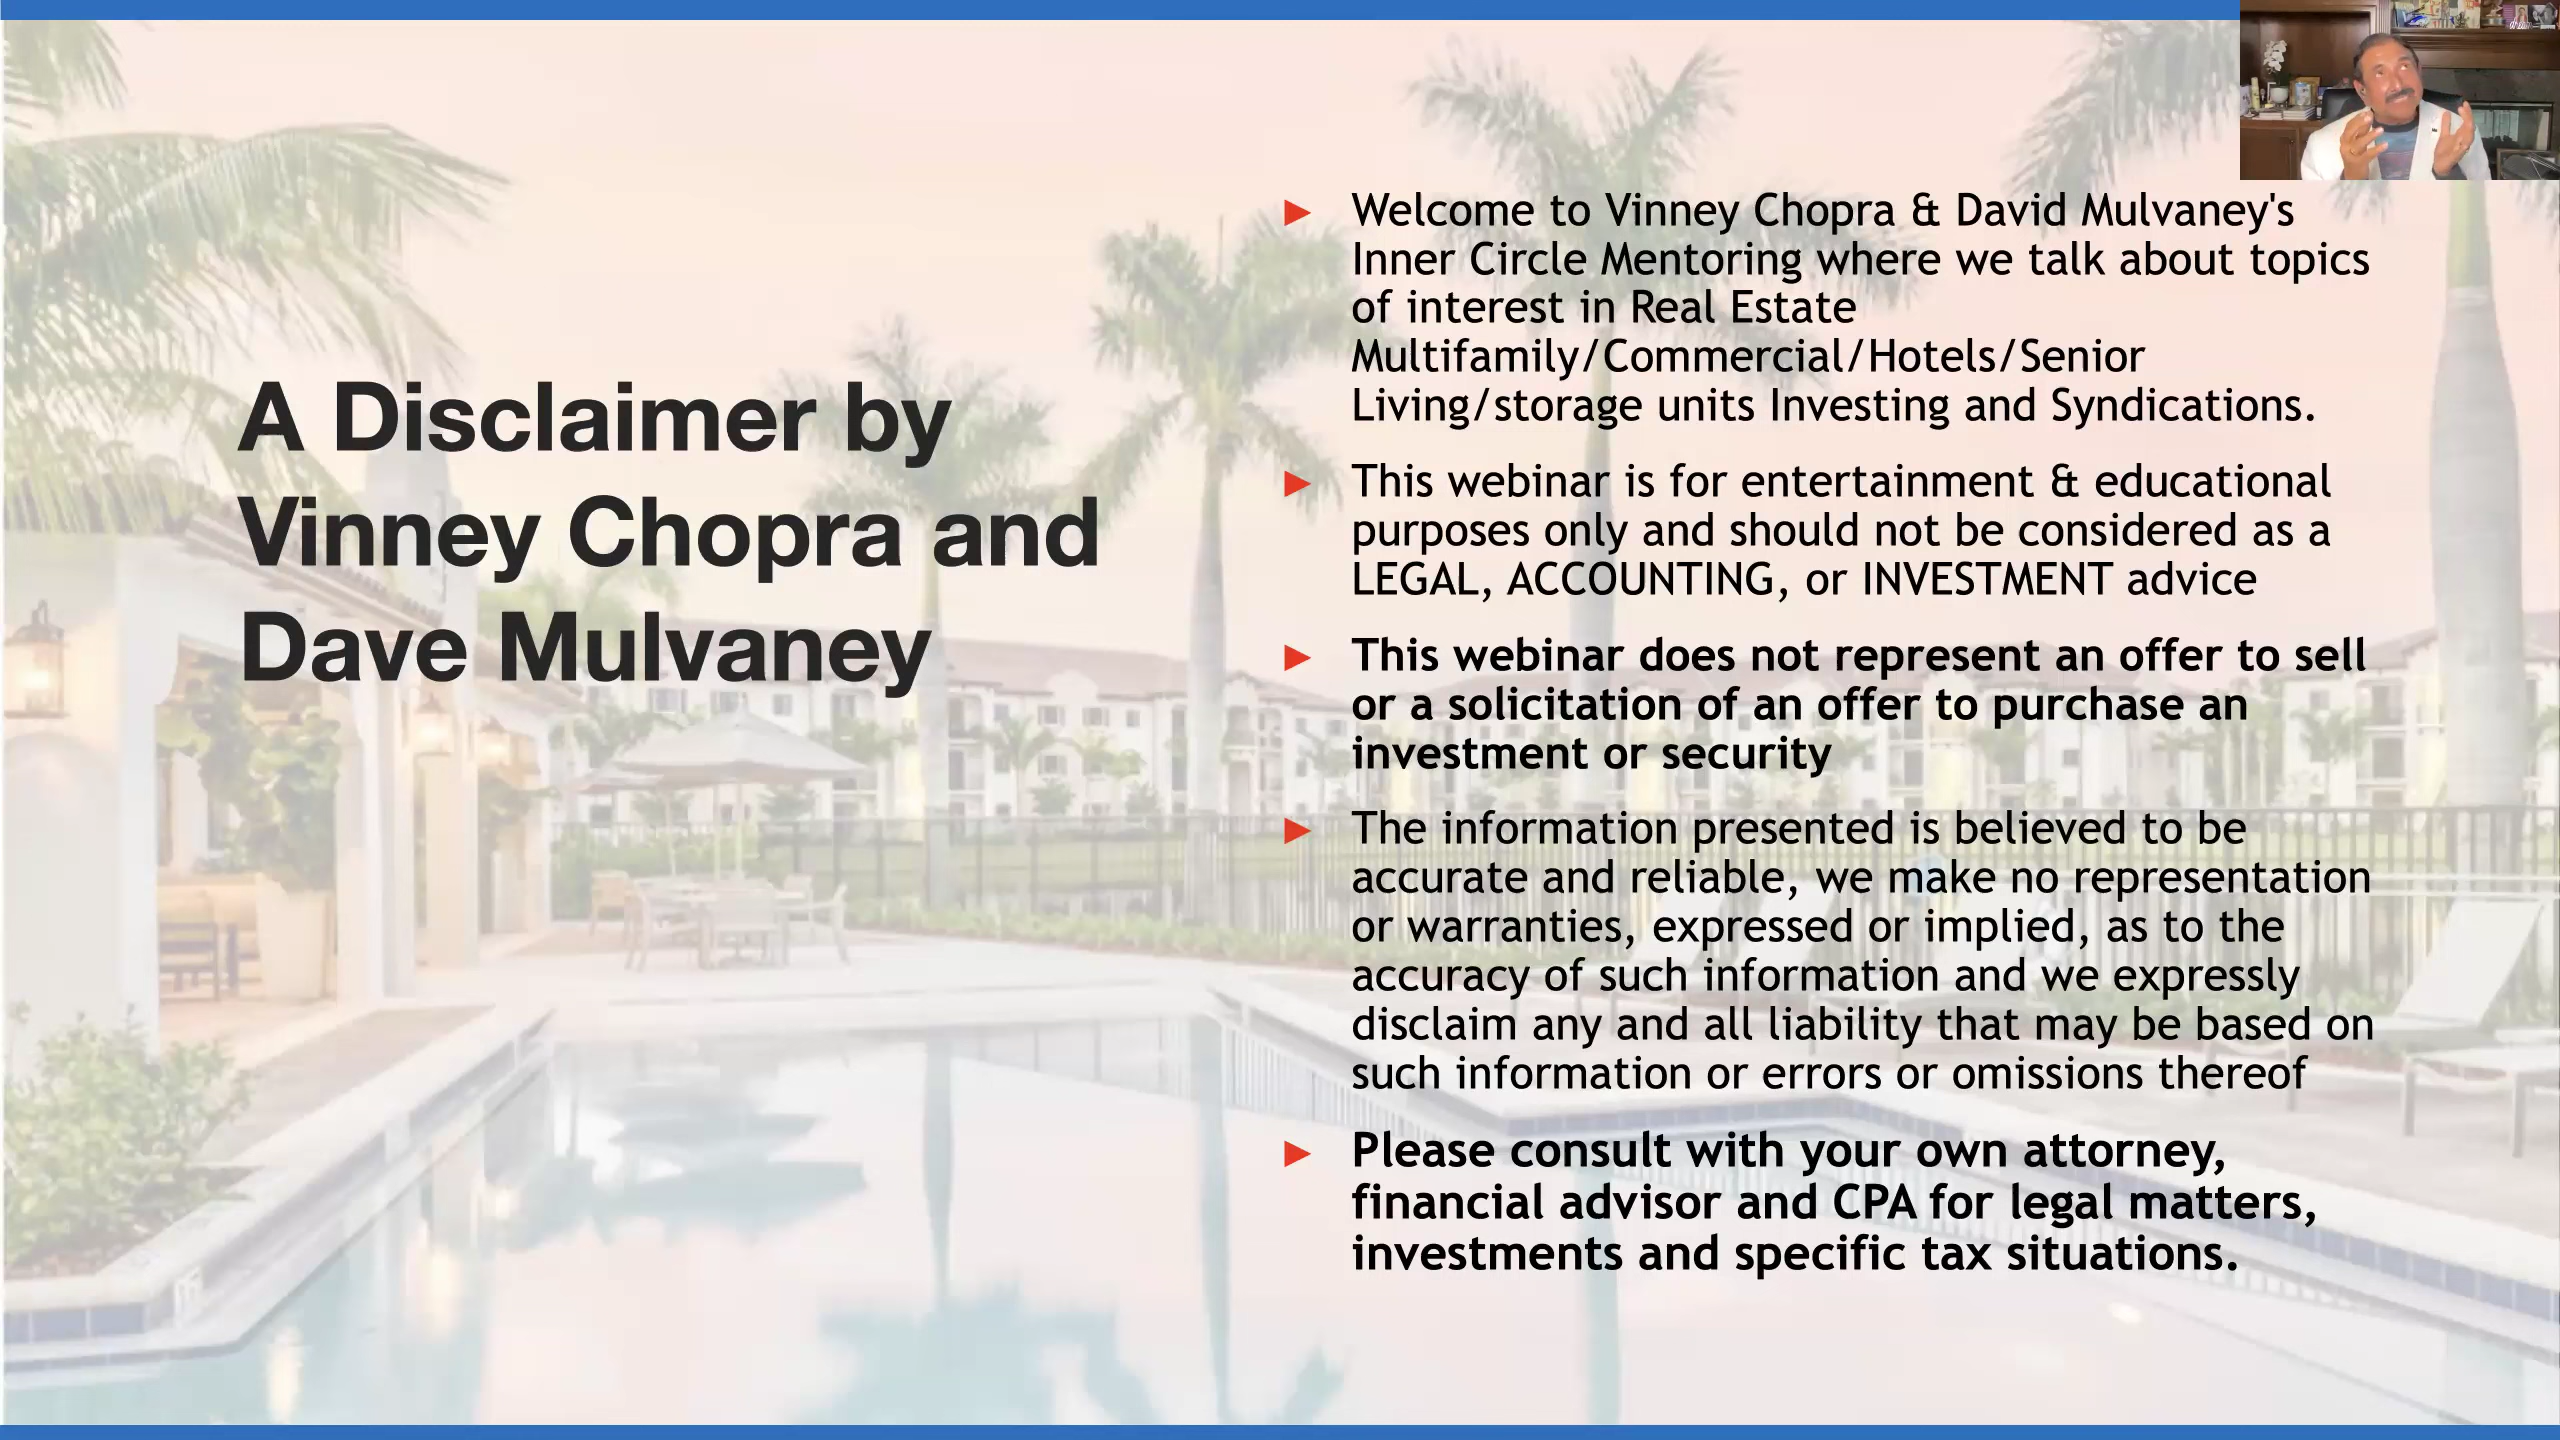 A Disclaimer by
Vinney Chopra and
Dave Mulvaney
► Welcome to Vinney Chopra & David Mulvaney's
Inner Circle Mentoring where we talk about topics
of interest in Real Estate
Multifamily/Commercial/Hotels/Senior
Living/storage units Investing and Syndications.
► This webinar is for entertainment & educational
purposes only and should not be considered as a
LEGAL, ACCOUNTING, or INVESTMENT advice
► This webinar does not represent an offer to sell
or a solicitation of an offer to purchase an
investment or security
► The information presented is believed to be
accurate and reliable, we make no representation
or warranties, expressed or implied, as to the
accuracy of such information and we expressly
disclaim any and all liability that may be based on
such information or errors or omissions thereof
► Please consult with your own attorney,
financial advisor and CPA for legal matters,
investments and specific tax situations.